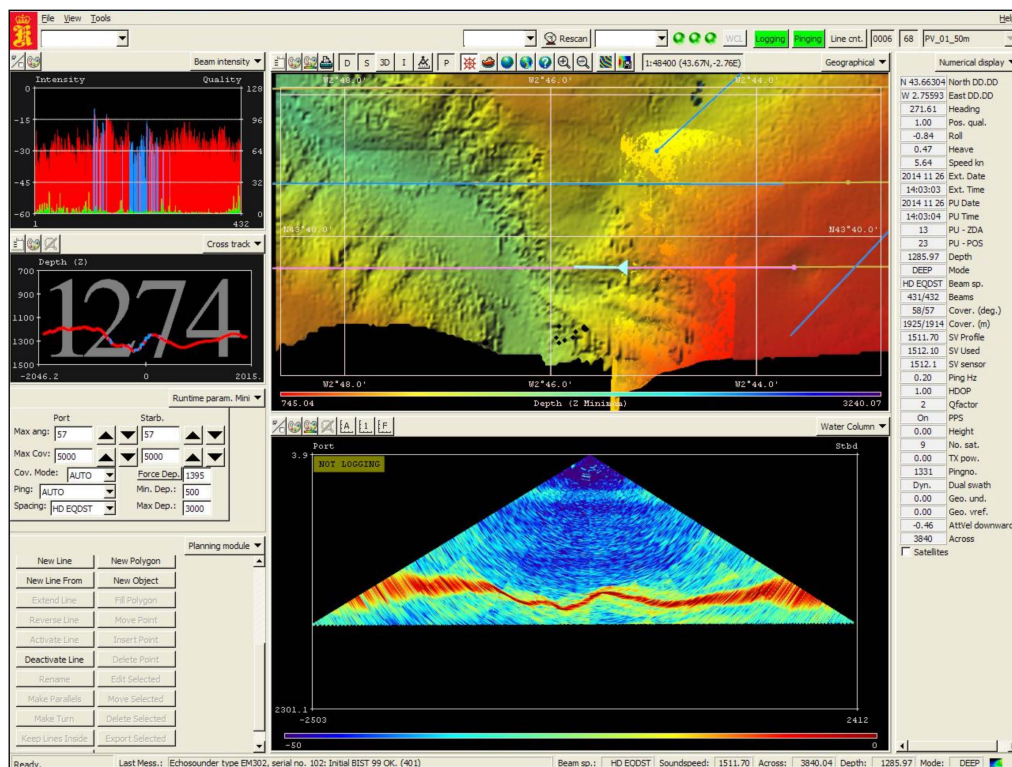 File View Tools Help
Rescan WCL Logging Pinging Line cnt. 0006 68 PV_01_50m
Beam intensity
Intensity Quality
0 128
-15 96
-30 64
-45 32
-60 0
1 432
Cross track
Depth (Z)
700
900
1100
1300
1500
1274
-2046.2 0 2015.
Runtime param. Mini
Port Starb.
Max ang: 57 57
Max Cov: 5000 5000
Cov. Mode: AUTO Force Dep. 1395
Ping: AUTO Min. Dep.: 500
Spacing: HD EQDST Max Dep.: 3000
Planning module
New Line New Polygon
New Line From New Object
Extend Line Fill Polygon
Reverse Line Move Point
Activate Line Insert Point
Deactivate Line Delete Point
Rename Edit Selected
Make Parallels Move Selected
Make Turn Delete Selected
Keep Lines Inside Export Selected
D S 3D I P 1:48400 (43.67N,-2.76E) Geographical
W2°48.0' W2°46.0' W2°44.0'
N43°40.0' N43°40.0'
W2°48.0' W2°46.0' W2°44.0'
745.04 Depth (Z Minimum) 3240.07
A 1 F Water Column
Port Stbd
3.9
NOT LOGGING
2301.1
-2503 2412
-50 0
Numerical display
N 43.66304 North DD.DD
W 2.75593 East DD.DD
271.61 Heading
1.00 Pos. qual.
-0.84 Roll
0.47 Heave
5.64 Speed kn
2014 11 26 Ext. Date
14:03:03 Ext. Time
2014 11 26 PU Date
14:03:04 PU Time
13 PU - ZDA
23 PU - POS
1285.97 Depth
DEEP Mode
HD EQDST Beam sp.
431/432 Beams
58/57 Cover. (deg.)
1925/1914 Cover. (m)
1511.70 SV Profile
1512.10 SV Used
1512.1 SV sensor
0.20 Ping Hz
1.00 HDOP
2 Qfactor
On PPS
0.00 Height
9 No. sat.
0.00 TX pow.
1331 Pingno.
Dyn. Dual swath
0.00 Geo. und.
0.00 Geo. vref.
-0.46 AttVel downward
3840 Across
Satellites
Ready. Last Mess.: Echosounder type EM302, serial no. 102: Initial BIST 99 OK. (401) Beam sp.: HD EQDST Soundspeed: 1511.70 Across: 3840.04 Depth: 1285.97 Mode: DEEP